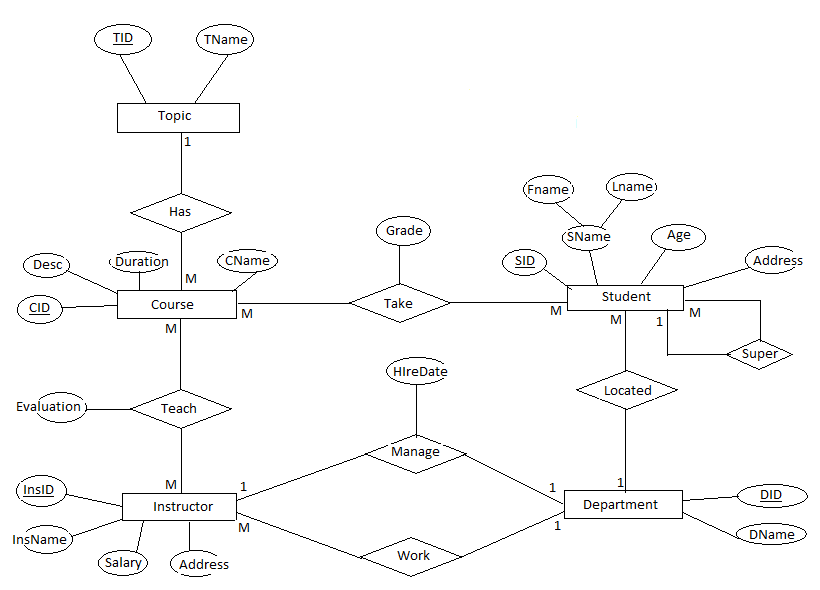 TID
TName
Topic
1
Has
M
Fname
Lname
SName
Age
SID
Address
Grade
Desc
Duration
CName
CID
Course
M
M
Take
M
Student
M
1
M
Super
HIreDate
Located
Evaluation
Teach
Manage
M
1
1
1
InsID
Instructor
Department
DID
M
1
InsName
Salary
Address
Work
DName